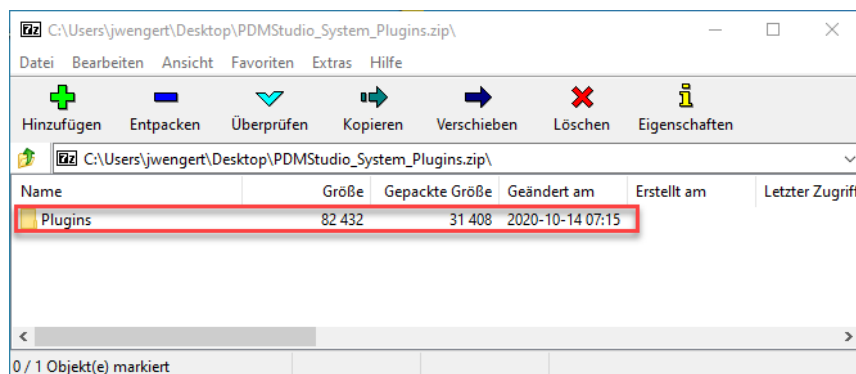 C:\Users\jwengert\Desktop\PDMStudio_System_Plugins.zip\
Datei Bearbeiten Ansicht Favoriten Extras Hilfe
Hinzufügen Entpacken Überprüfen Kopieren Verschieben Löschen Eigenschaften
C:\Users\jwengert\Desktop\PDMStudio_System_Plugins.zip\
Name Größe Gepackte Größe Geändert am Erstellt am Letzter Zugriff
Plugins 82 432 31 408 2020-10-14 07:15
0 / 1 Objekt(e) markiert